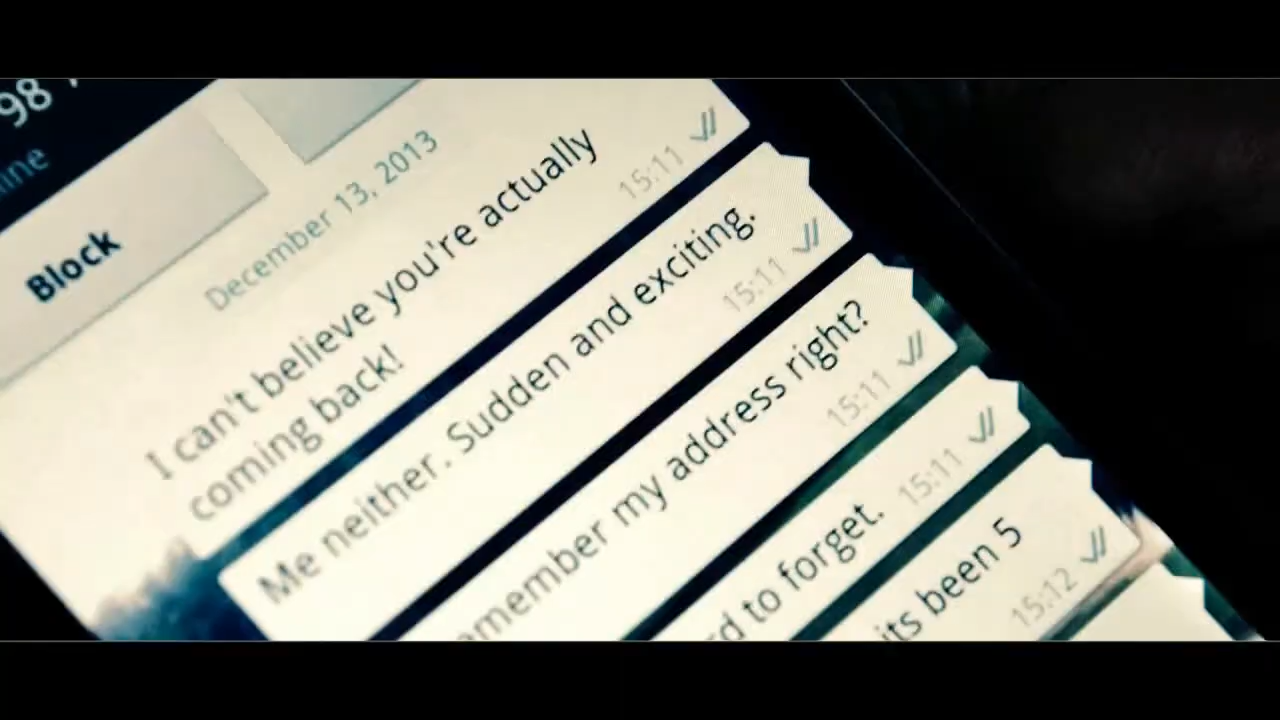 98
Block
December 13, 2013
I can't believe you're actually
coming back!
15:11
Me neither. Sudden and exciting.
15:11
my address right?
15:11
to forget.
15:11
its been 5
15:12